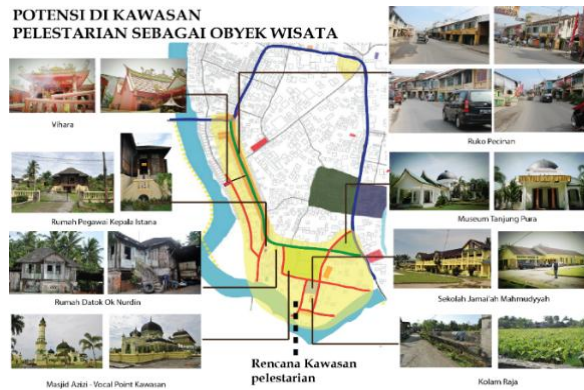 POTENSI DI KAWASAN
PELESTARIAN SEBAGAI OBYEK WISATA
Vihara
Ruko Pecinan
Rumah Pegawai Kepala Istana
Museum Tanjung Pura
Rumah Datok Ok Nurdin
Sekolah Jamai'ah Mahmudyyah
Masjid Azizi - Vocal Point Kawasan
Rencana Kawasan
pelestarian
Kolam Raja